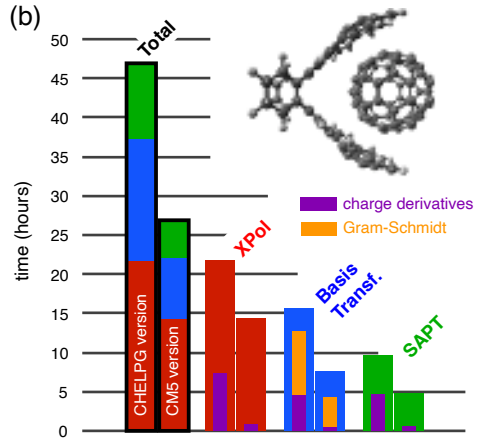 (b)
Total
50
45
40
35
30
25
20
15
10
5
0
time (hours)
charge derivatives
Gram-Schmidt
XPol
Basis
Transf.
SAPT
CHELPG version
CM5 version